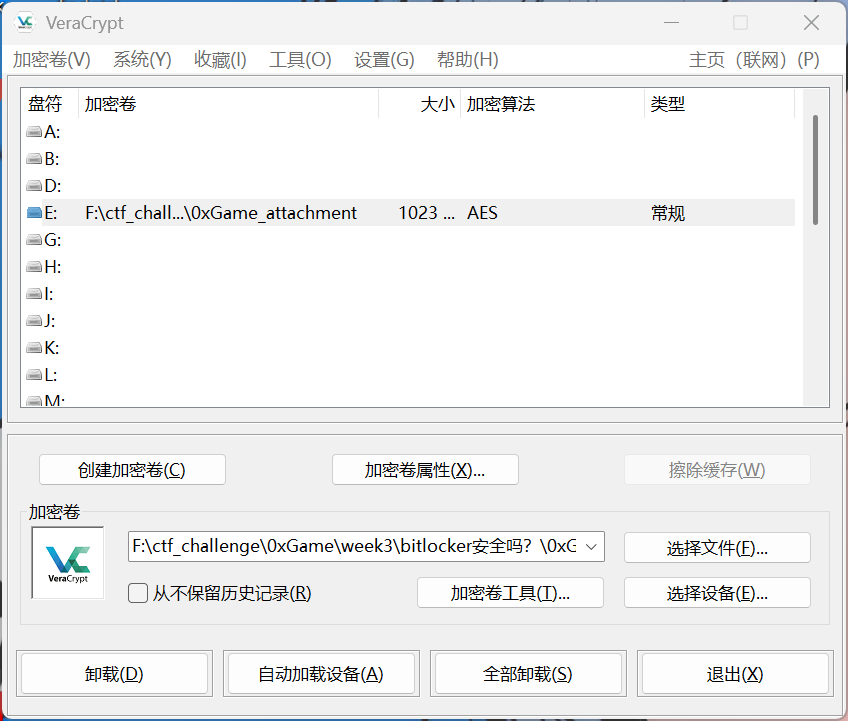 VeraCrypt
加密卷(V) 系统(Y) 收藏(I) 工具(O) 设置(G) 帮助(H) 主页（联网）(P)
盘符 加密卷 大小 加密算法 类型
A:
B:
D:
E: F:\ctf_chall...\0xGame_attachment 1023 ... AES 常规
G:
H:
I:
J:
K:
L:
M:
创建加密卷(C) 加密卷属性(X)... 擦除缓存(W)
加密卷
VeraCrypt
F:\ctf_challenge\0xGame\week3\bitlocker安全吗？\0xG 选择文件(F)...
从不保留历史记录(R) 加密卷工具(T)... 选择设备(E)...
卸载(D) 自动加载设备(A) 全部卸载(S) 退出(X)